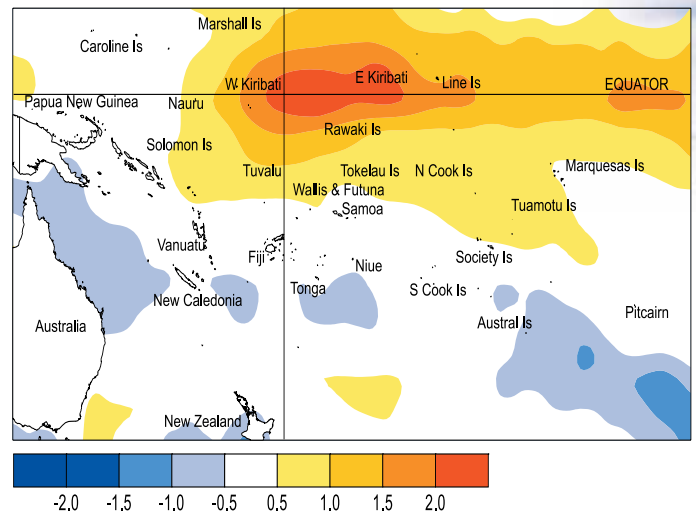 Marshall Is
Caroline Is
W Kiribati
E Kiribati
Line Is
EQUATOR
Papua New Guinea
Nauru
Rawaki Is
Solomon Is
Tuvalu
Tokelau Is
N Cook Is
Marquesas Is
Wallis & Futuna
Samoa
Tuamotu Is
Vanuatu
Fiji
Society Is
Niue
Tonga
New Caledonia
S Cook Is
Pitcairn
Australia
Austral Is
New Zealand
-2.0 -1.5 -1.0 -0.5 0.5 1.0 1.5 2.0